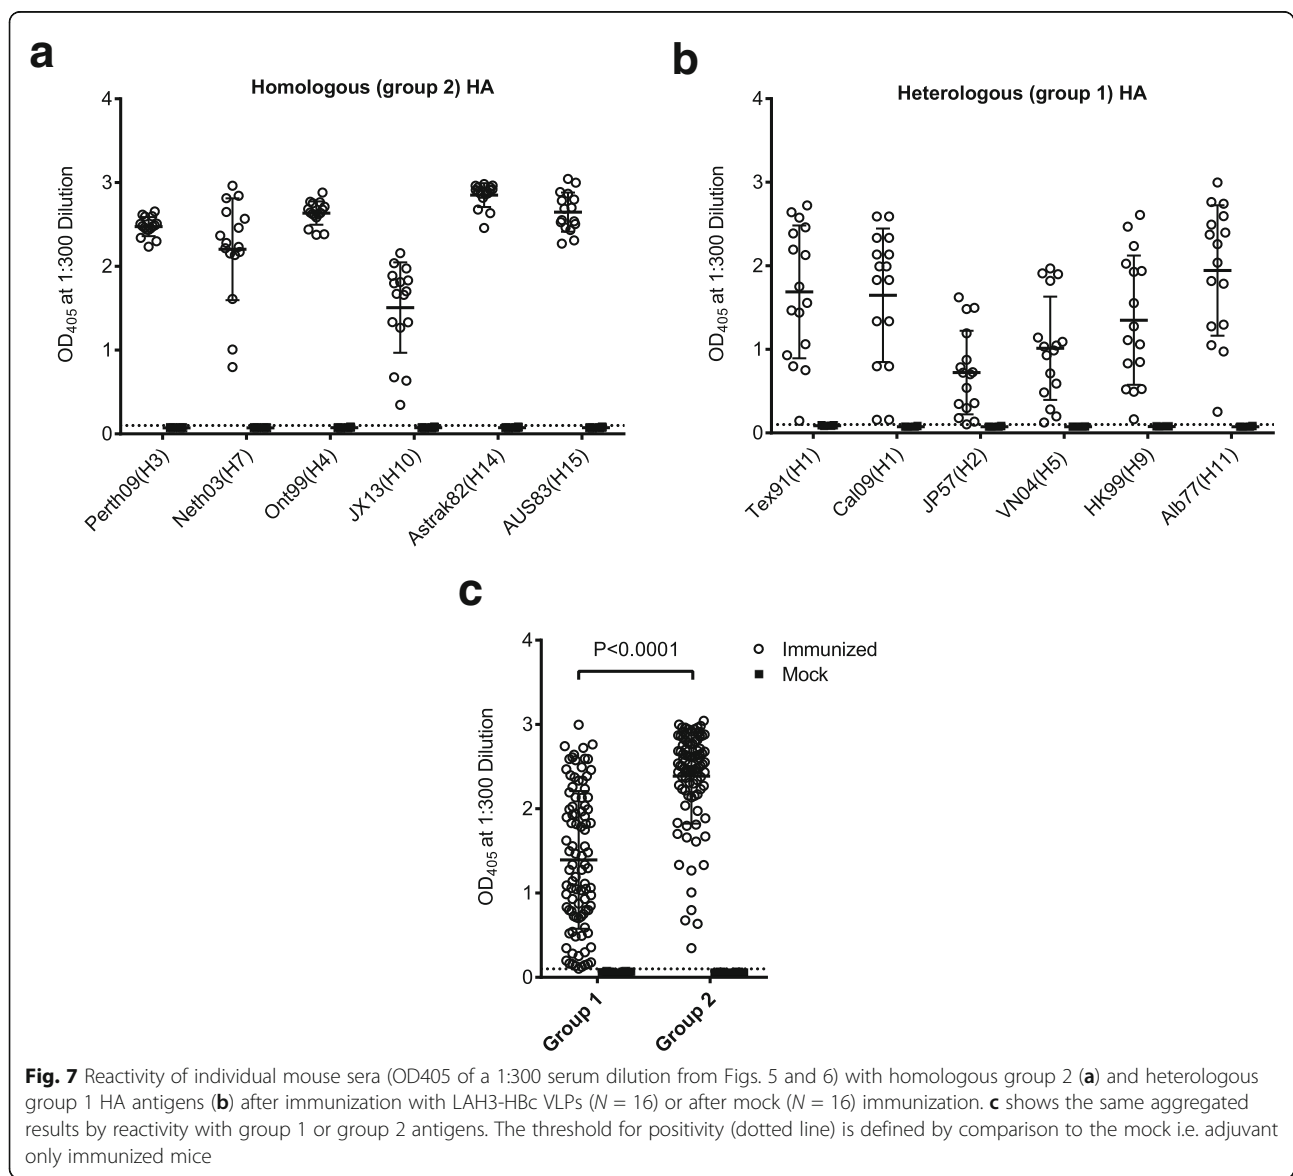 a
Homologous (group 2) HA
4
3
2
1
0
OD405 at 1:300 Dilution
Perth09(H3)
Neth03(H7)
Ont99(H4)
JX13(H10)
Astrak82(H14)
AUS83(H15)
b
Heterologous (group 1) HA
4
3
2
1
0
OD405 at 1:300 Dilution
Tex91(H1)
Cal09(H1)
JP57(H2)
VN04(H5)
HK99(H9)
Alb77(H11)
c
4
3
2
1
0
OD405 at 1:300 Dilution
P<0.0001
Immunized
Mock
Group 1
Group 2
Fig. 7 Reactivity of individual mouse sera (OD405 of a 1:300 serum dilution from Figs. 5 and 6) with homologous group 2 (a) and heterologous
group 1 HA antigens (b) after immunization with LAH3-HBc VLPs (N = 16) or after mock (N = 16) immunization. c shows the same aggregated
results by reactivity with group 1 or group 2 antigens. The threshold for positivity (dotted line) is defined by comparison to the mock i.e. adjuvant
only immunized mice